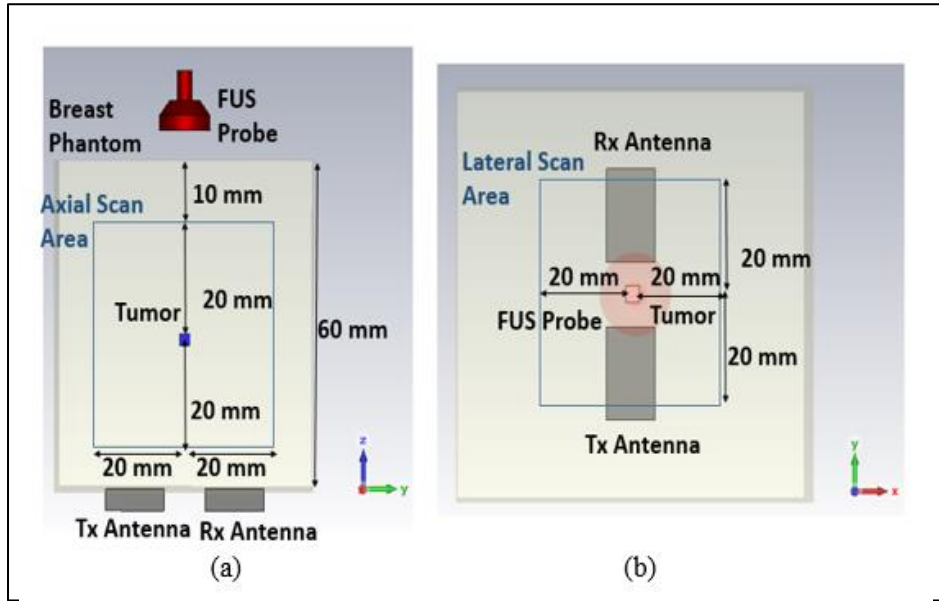 Breast
Phantom
FUS
Probe
10 mm
Axial Scan
Area
20 mm
Tumor
60 mm
20 mm
20 mm
20 mm
z
y
Tx Antenna
Rx Antenna
(a)
Rx Antenna
Lateral Scan
Area
20 mm
20 mm
20 mm
FUS Probe
Tumor
20 mm
Tx Antenna
y
x
(b)